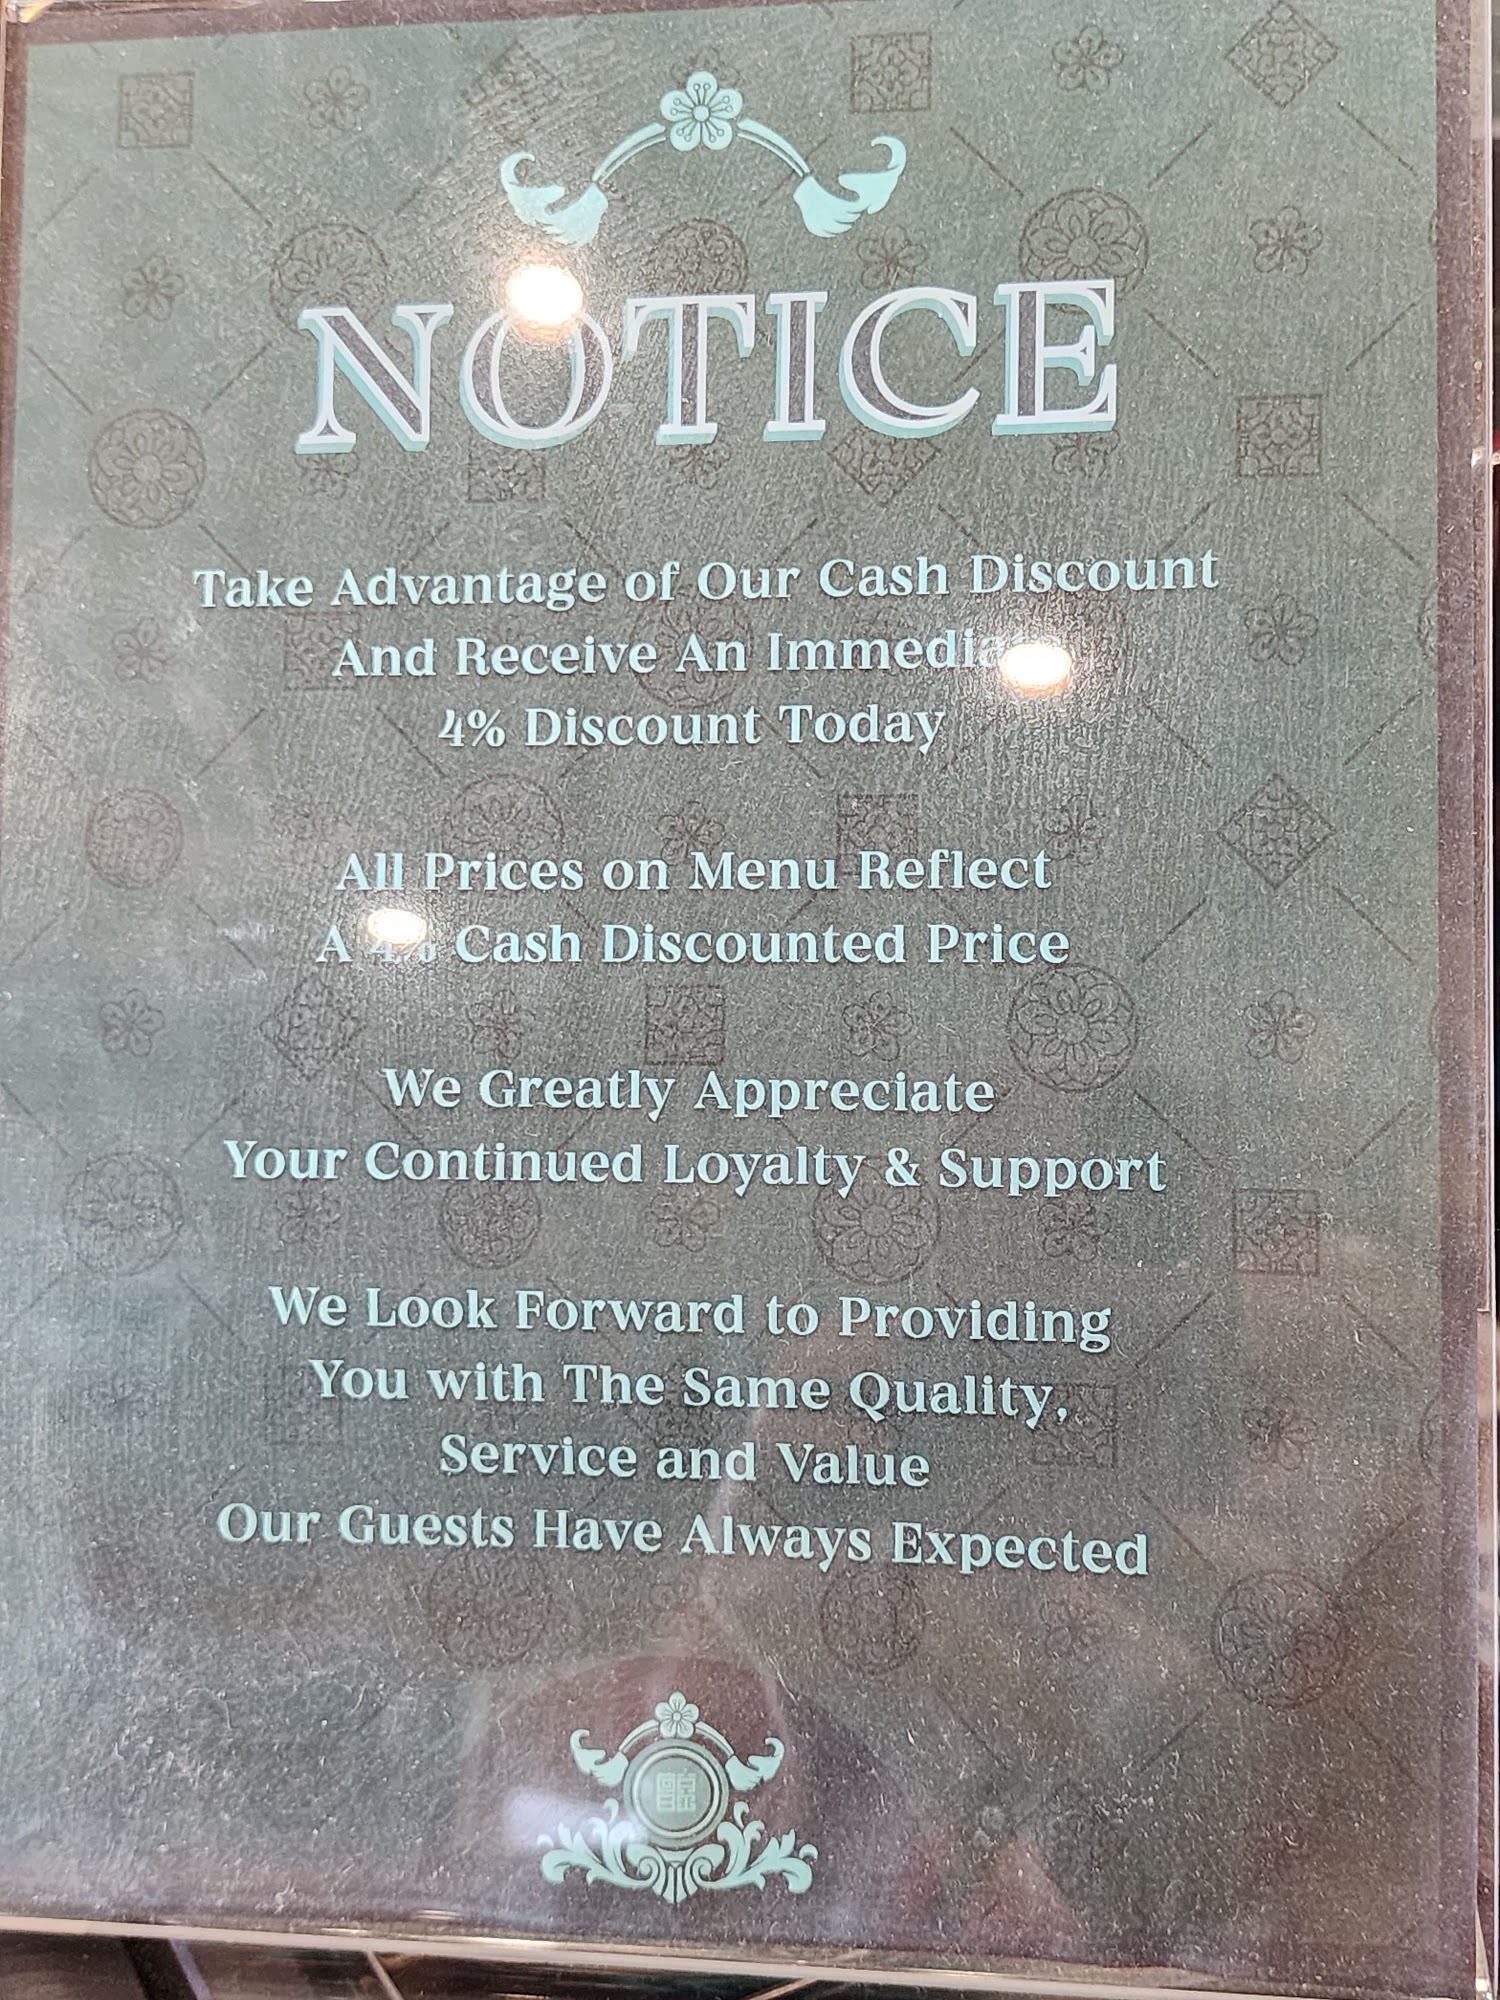 NOTICE
Take Advantage of Our Cash Discount
And Receive An Immediate
4% Discount Today
All Prices on Menu Reflect
A 4% Cash Discounted Price
We Greatly Appreciate
Your Continued Loyalty & Support
We Look Forward to Providing
You with The Same Quality,
Service and Value
Our Guests Have Always Expected